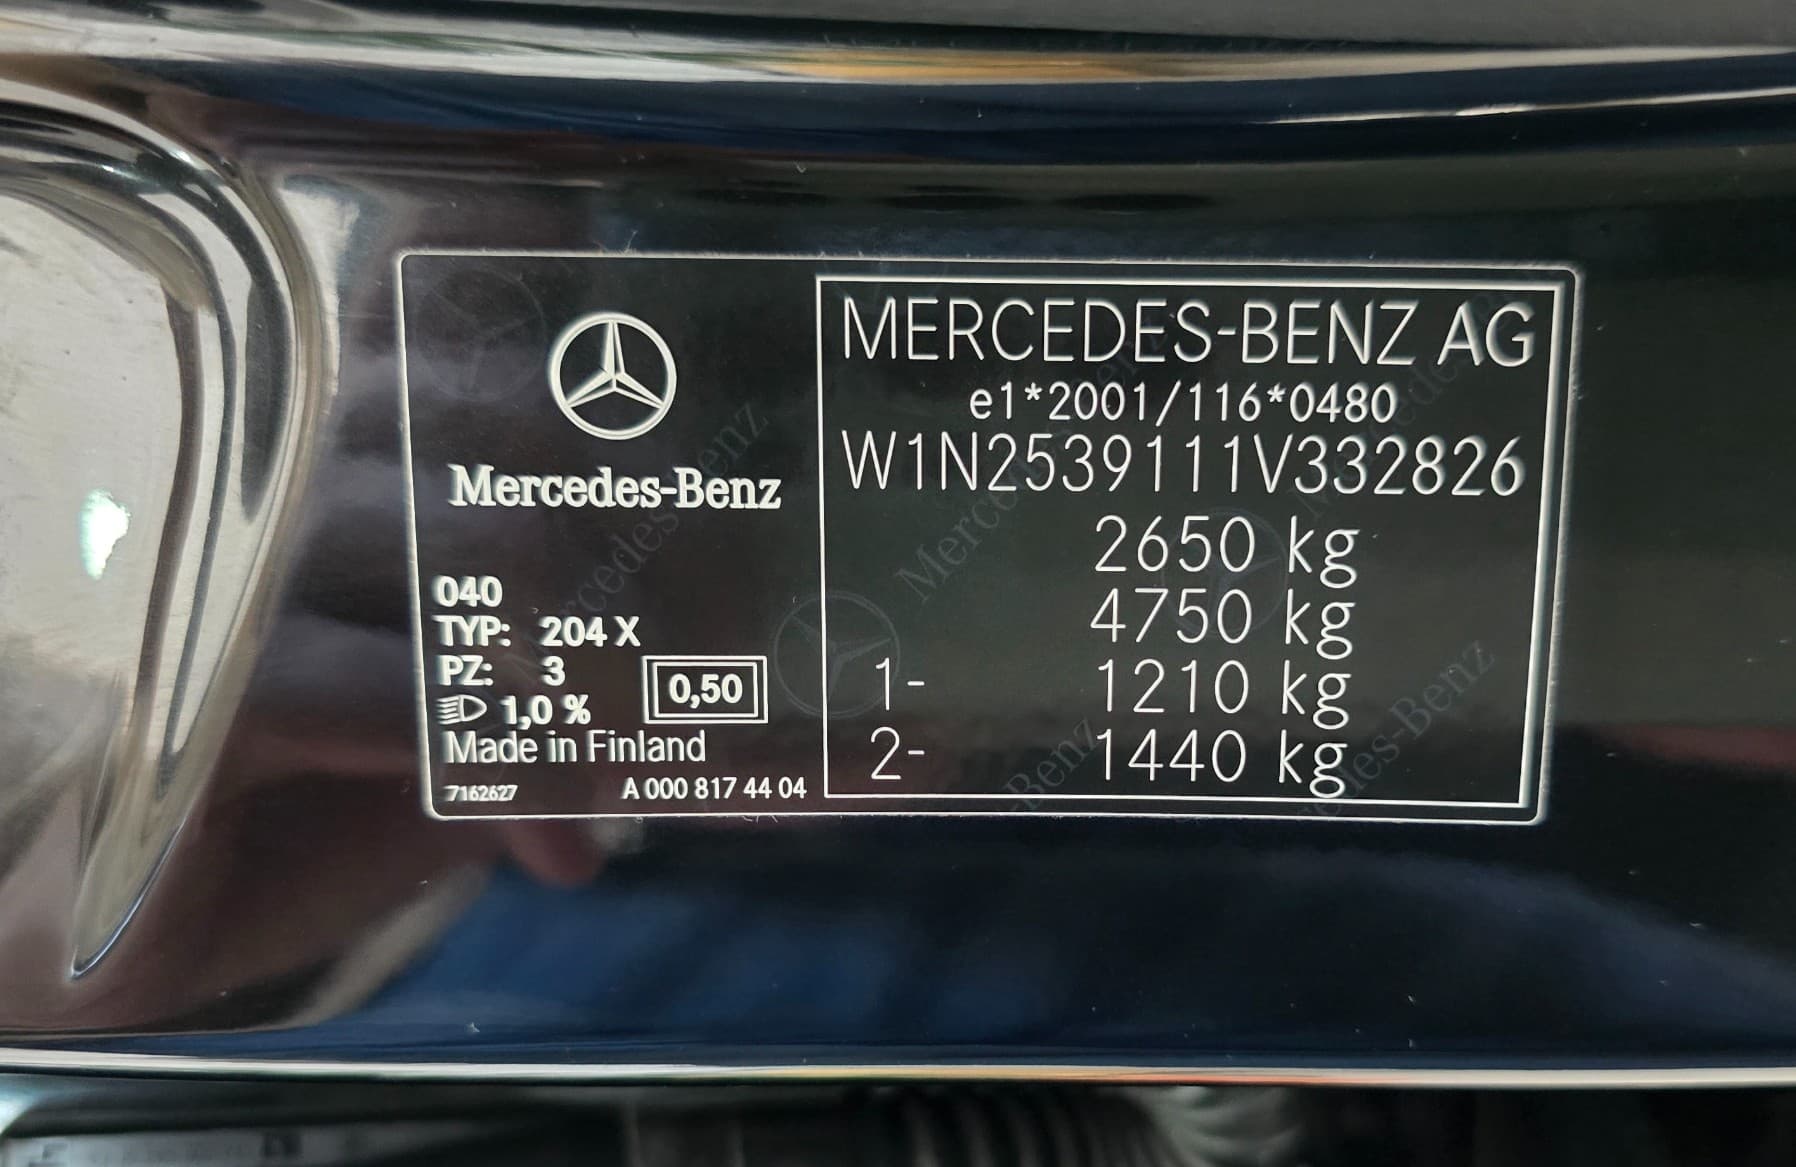 Mercedes-Benz
040
TYP: 204 X
PZ: 3
1,0 %
0,50
Made in Finland
7162627
A 000 817 44 04
MERCEDES-BENZ AG
e1*2001/116*0480
W1N2539111V332826
2650 kg
4750 kg
1- 1210 kg
2- 1440 kg